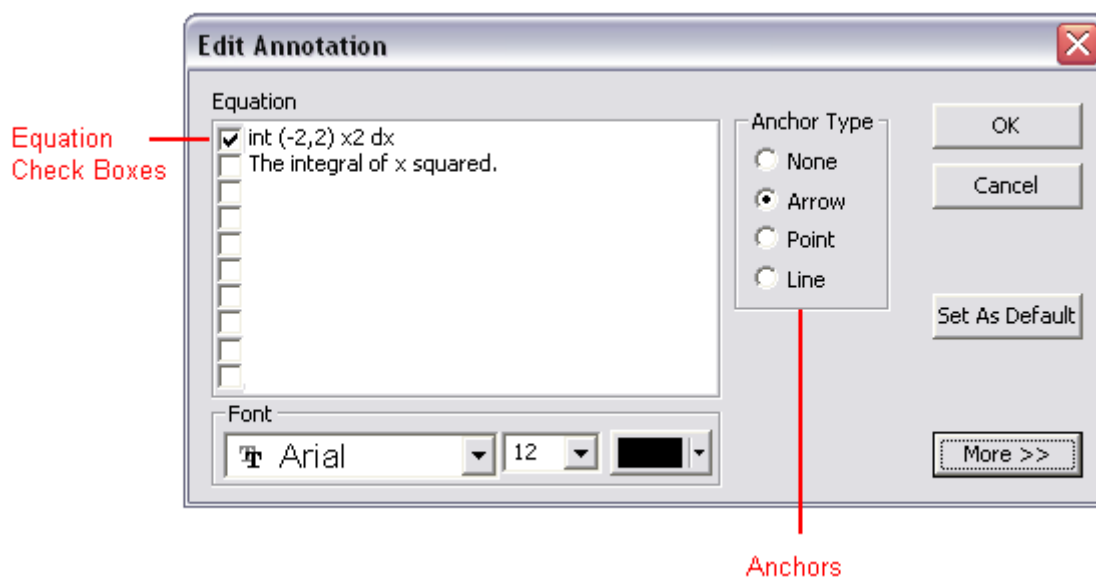 Edit Annotation
Equation
Equation
Check Boxes
int (-2,2) x2 dx
The integral of x squared.
Anchor Type
None
Arrow
Point
Line
OK
Cancel
Set As Default
Font
Arial
12
More >>
Anchors